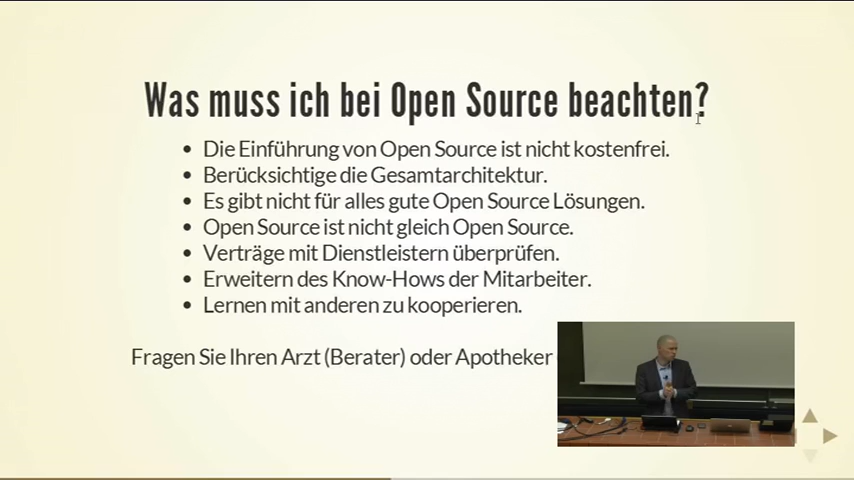 Was muss ich bei Open Source beachten?
• Die Einführung von Open Source ist nicht kostenfrei.
• Berücksichtige die Gesamtarchitektur.
• Es gibt nicht für alles gute Open Source Lösungen.
• Open Source ist nicht gleich Open Source.
• Verträge mit Dienstleistern überprüfen.
• Erweitern des Know-Hows der Mitarbeiter.
• Lernen mit anderen zu kooperieren.
Fragen Sie Ihren Arzt (Berater) oder Apotheker